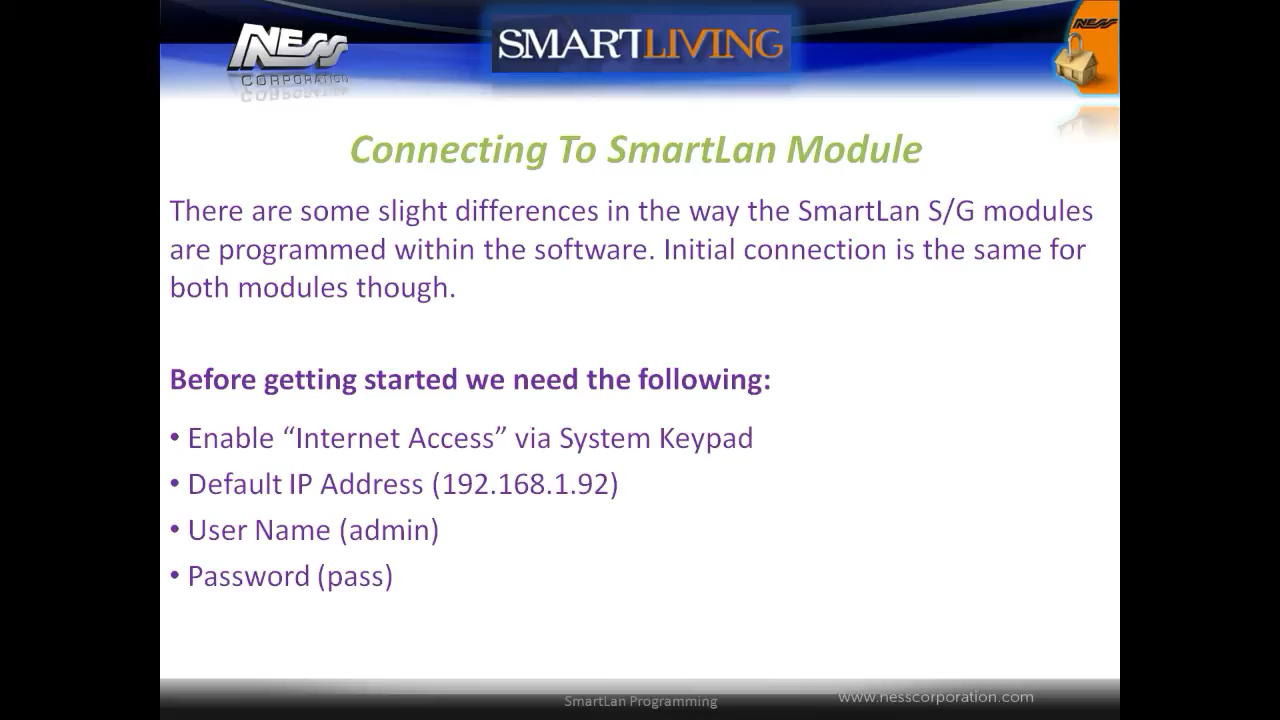 NESS
CORPORATION
SMARTLIVING
NESS
Connecting To SmartLan Module
There are some slight differences in the way the SmartLan S/G modules
are programmed within the software. Initial connection is the same for
both modules though.
Before getting started we need the following:
• Enable “Internet Access” via System Keypad
• Default IP Address (192.168.1.92)
• User Name (admin)
• Password (pass)
SmartLan Programming
www.nesscorporation.com